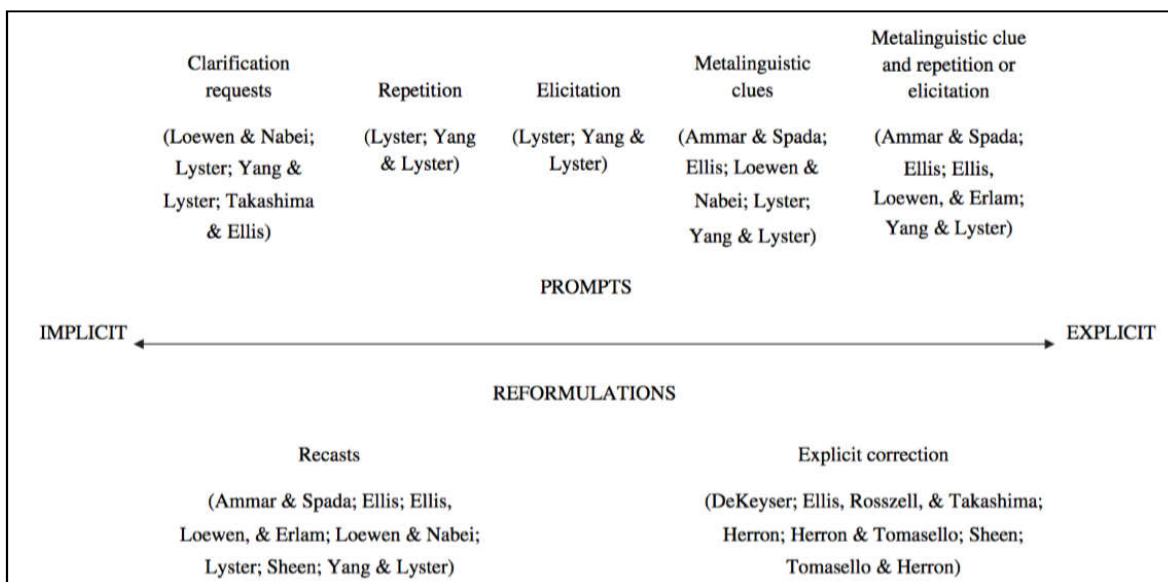 Clarification
requests
(Loewen & Nabei;
Lyster; Yang &
Lyster; Takashima
& Ellis)
Repetition
(Lyster; Yang
& Lyster)
Elicitation
(Lyster; Yang &
Lyster)
Metalinguistic
clues
(Ammar & Spada;
Ellis; Loewen &
Nabei; Lyster;
Yang & Lyster)
Metalinguistic clue
and repetition or
elicitation
(Ammar & Spada;
Ellis; Ellis,
Loewen, & Erlam;
Yang & Lyster)
PROMPTS
IMPLICIT
EXPLICIT
REFORMULATIONS
Recasts
(Ammar & Spada; Ellis; Ellis,
Loewen, & Erlam; Loewen & Nabei;
Lyster; Sheen; Yang & Lyster)
Explicit correction
(DeKeyser; Ellis, Rosszell, & Takashima;
Herron; Herron & Tomasello; Sheen;
Tomasello & Herron)